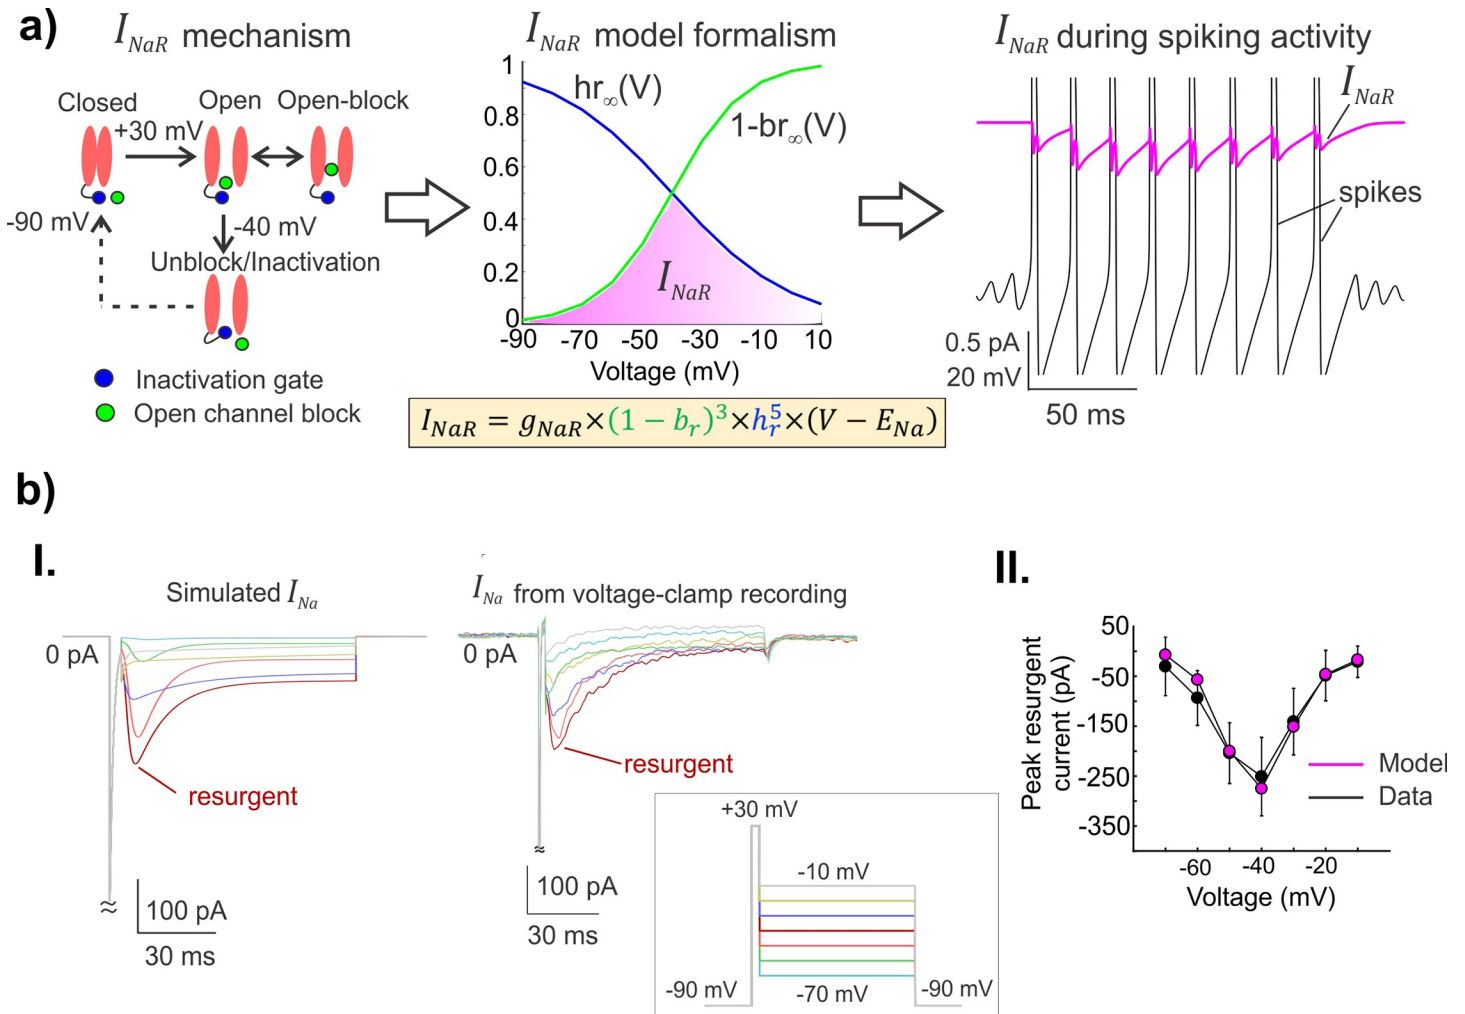 a)
I_NaR mechanism
Closed
Open
Open-block
+30 mV
-90 mV
-40 mV
Unblock/Inactivation
Inactivation gate
Open channel block
I_NaR model formalism
1
0.8
0.6
0.4
0.2
0
hr∞(V)
1-br∞(V)
I_NaR
-90 -70 -50 -30 -10 10
Voltage (mV)
I_NaR = g_NaR×(1 − b_r)^3×h_r^5×(V − E_Na)
I_NaR during spiking activity
I_NaR
spikes
0.5 pA
20 mV
50 ms
b)
I.
Simulated I_Na
0 pA
resurgent
≈
100 pA
30 ms
I_Na from voltage-clamp recording
0 pA
resurgent
≈
100 pA
30 ms
+30 mV
-10 mV
-90 mV
-70 mV
-90 mV
II.
Peak resurgent
current (pA)
50
-50
-150
-250
-350
-60 -40 -20
Voltage (mV)
Model
Data